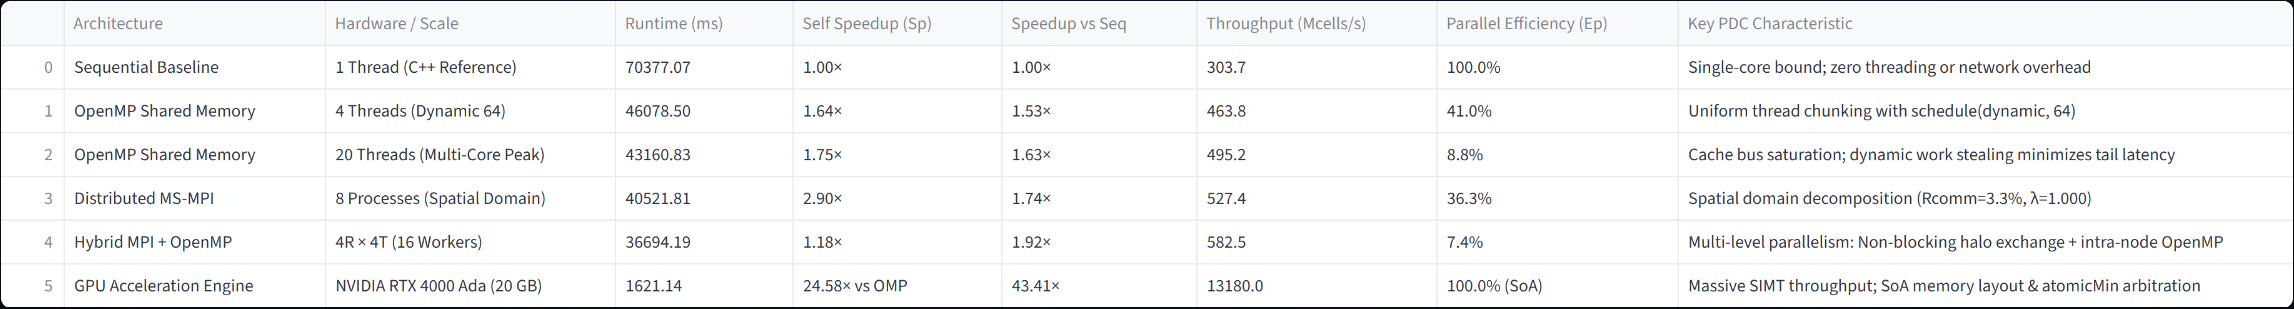 Architecture Hardware / Scale Runtime (ms) Self Speedup (Sp) Speedup vs Seq Throughput (Mcells/s) Parallel Efficiency (Ep) Key PDC Characteristic
0 Sequential Baseline 1 Thread (C++ Reference) 70377.07 1.00× 1.00× 303.7 100.0% Single-core bound; zero threading or network overhead
1 OpenMP Shared Memory 4 Threads (Dynamic 64) 46078.50 1.64× 1.53× 463.8 41.0% Uniform thread chunking with schedule(dynamic, 64)
2 OpenMP Shared Memory 20 Threads (Multi-Core Peak) 43160.83 1.75× 1.63× 495.2 8.8% Cache bus saturation; dynamic work stealing minimizes tail latency
3 Distributed MS-MPI 8 Processes (Spatial Domain) 40521.81 2.90× 1.74× 527.4 36.3% Spatial domain decomposition (Rcomm=3.3%, λ=1.000)
4 Hybrid MPI + OpenMP 4R × 4T (16 Workers) 36694.19 1.18× 1.92× 582.5 7.4% Multi-level parallelism: Non-blocking halo exchange + intra-node OpenMP
5 GPU Acceleration Engine NVIDIA RTX 4000 Ada (20 GB) 1621.14 24.58× vs OMP 43.41× 13180.0 100.0% (SoA) Massive SIMT throughput; SoA memory layout & atomicMin arbitration